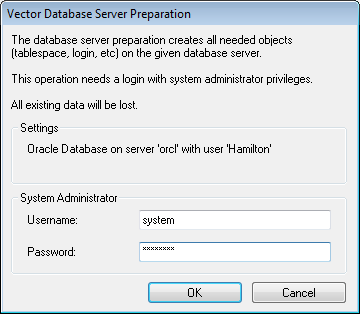 Vector Database Server Preparation
The database server preparation creates all needed objects
(tablespace, login, etc) on the given database server.
This operation needs a login with system administrator privileges.
All existing data will be lost.
Settings
Oracle Database on server 'orcl' with user 'Hamilton'
System Administrator
Username: system
Password: ********
OK Cancel